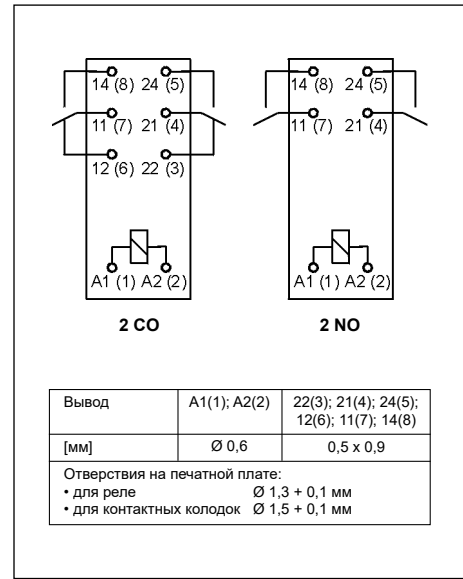 14 (8) 24 (5) 14 (8) 24 (5)
11 (7) 21 (4) 11 (7) 21 (4)
12 (6) 22 (3)
A1 (1) A2 (2) A1 (1) A2 (2)
2 CO 2 NO
Вывод A1(1); A2(2) 22(3); 21(4); 24(5);
12(6); 11(7); 14(8)
[мм] Ø 0,6 0,5 x 0,9
Отверствия на печатной плате:
• для реле Ø 1,3 + 0,1 мм
• для контактных колодок Ø 1,5 + 0,1 мм